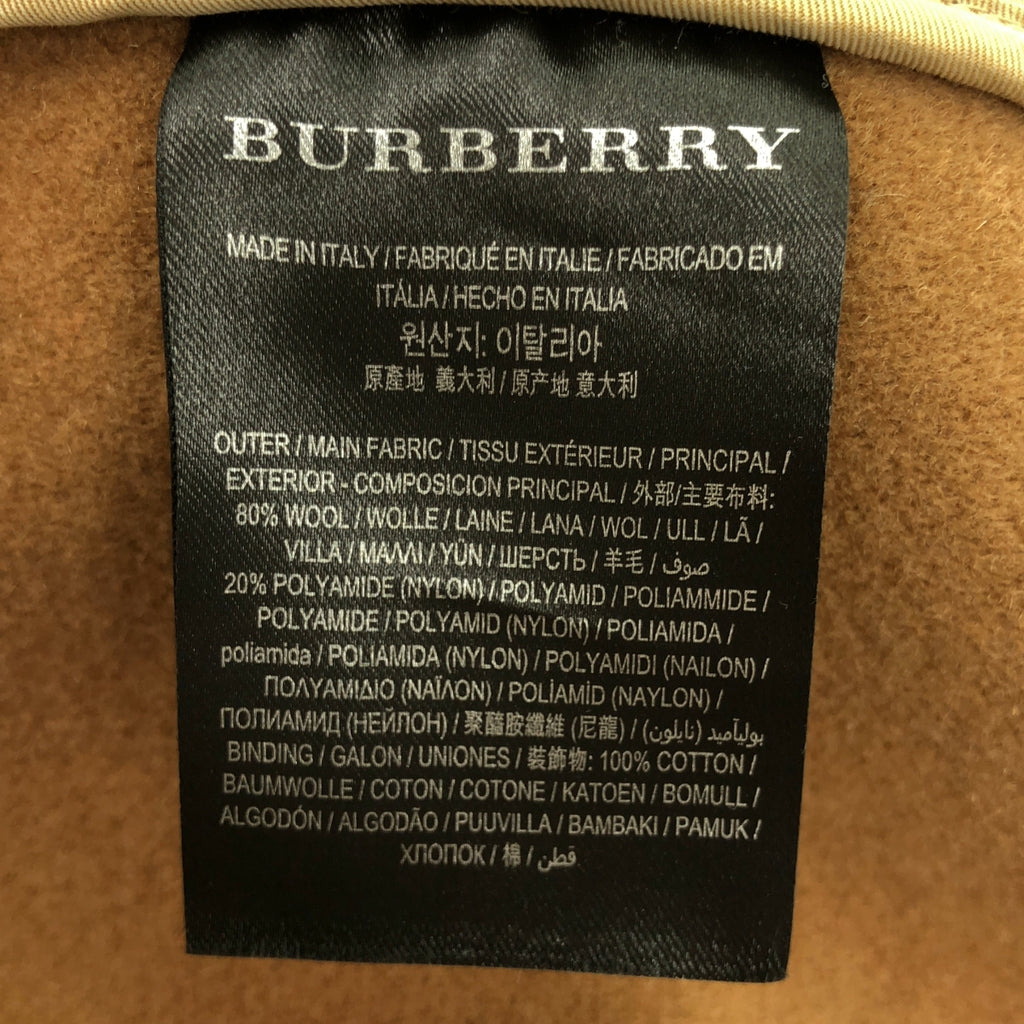 BURBERRY
MADE IN ITALY / FABRIQUÉ EN ITALIE / FABRICADO EM
ITÁLIA / HECHO EN ITALIA
원산지: 이탈리아
原產地 義大利 / 原产地 意大利
OUTER / MAIN FABRIC / TISSU EXTÉRIEUR / PRINCIPAL /
EXTERIOR - COMPOSICION PRINCIPAL / 外部/主要布料:
80% WOOL / WOLLE / LAINE / LANA / WOL / ULL / LÃ /
VILLA / ΜΑΛΛΙ / YÜN / ШЕРСТЬ / 羊毛 / صوف
20% POLYAMIDE (NYLON) / POLYAMID / POLIAMMIDE /
POLYAMIDE / POLYAMID (NYLON) / POLIAMIDA /
poliamida / POLIAMIDA (NYLON) / POLYAMIDI (NAILON) /
ΠΟΛΥΑΜΙΔΙΟ (ΝΑΪΛΟΝ) / POLİAMİD (NAYLON) /
ПОЛИАМИД (НЕЙЛОН) / 聚醯胺纖維 (尼龍) / بوليآميد (نايلون)
BINDING / GALON / UNIONES / 裝飾物: 100% COTTON /
BAUMWOLLE / COTON / COTONE / KATOEN / BOMULL /
ALGODÓN / ALGODÃO / PUUVILLA / BAMBAKI / PAMUK /
ХЛОПОК / 棉 / قطن